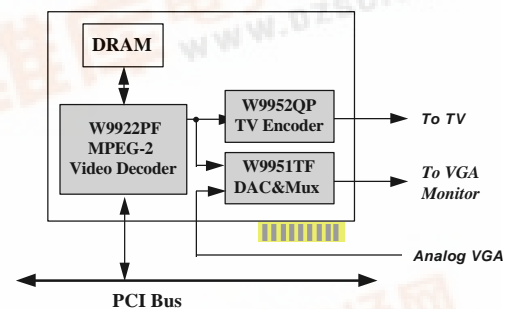 DRAM
W9922PF
MPEG-2
Video Decoder
W9952QP
TV Encoder
W9951TF
DAC&Mux
To TV
To VGA
Monitor
Analog VGA
PCI Bus